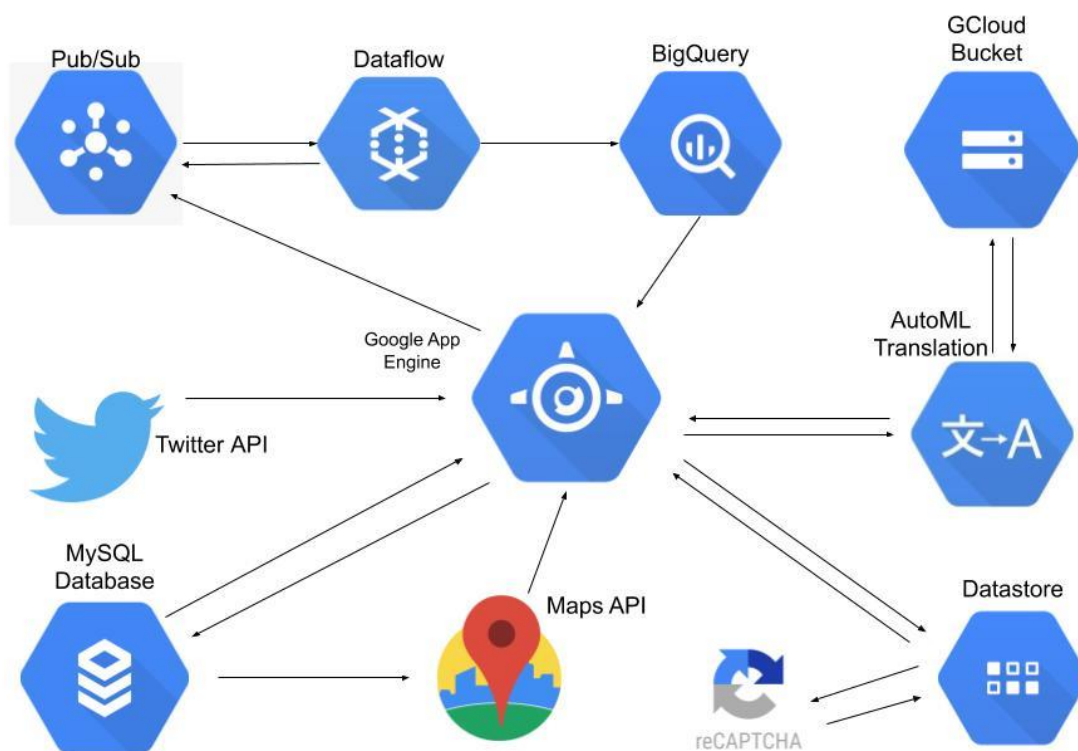 Pub/Sub
Dataflow
BigQuery
GCloud
Bucket
Google App
Engine
AutoML
Translation
文→A
Twitter API
MySQL
Database
Maps API
Datastore
reCAPTCHA